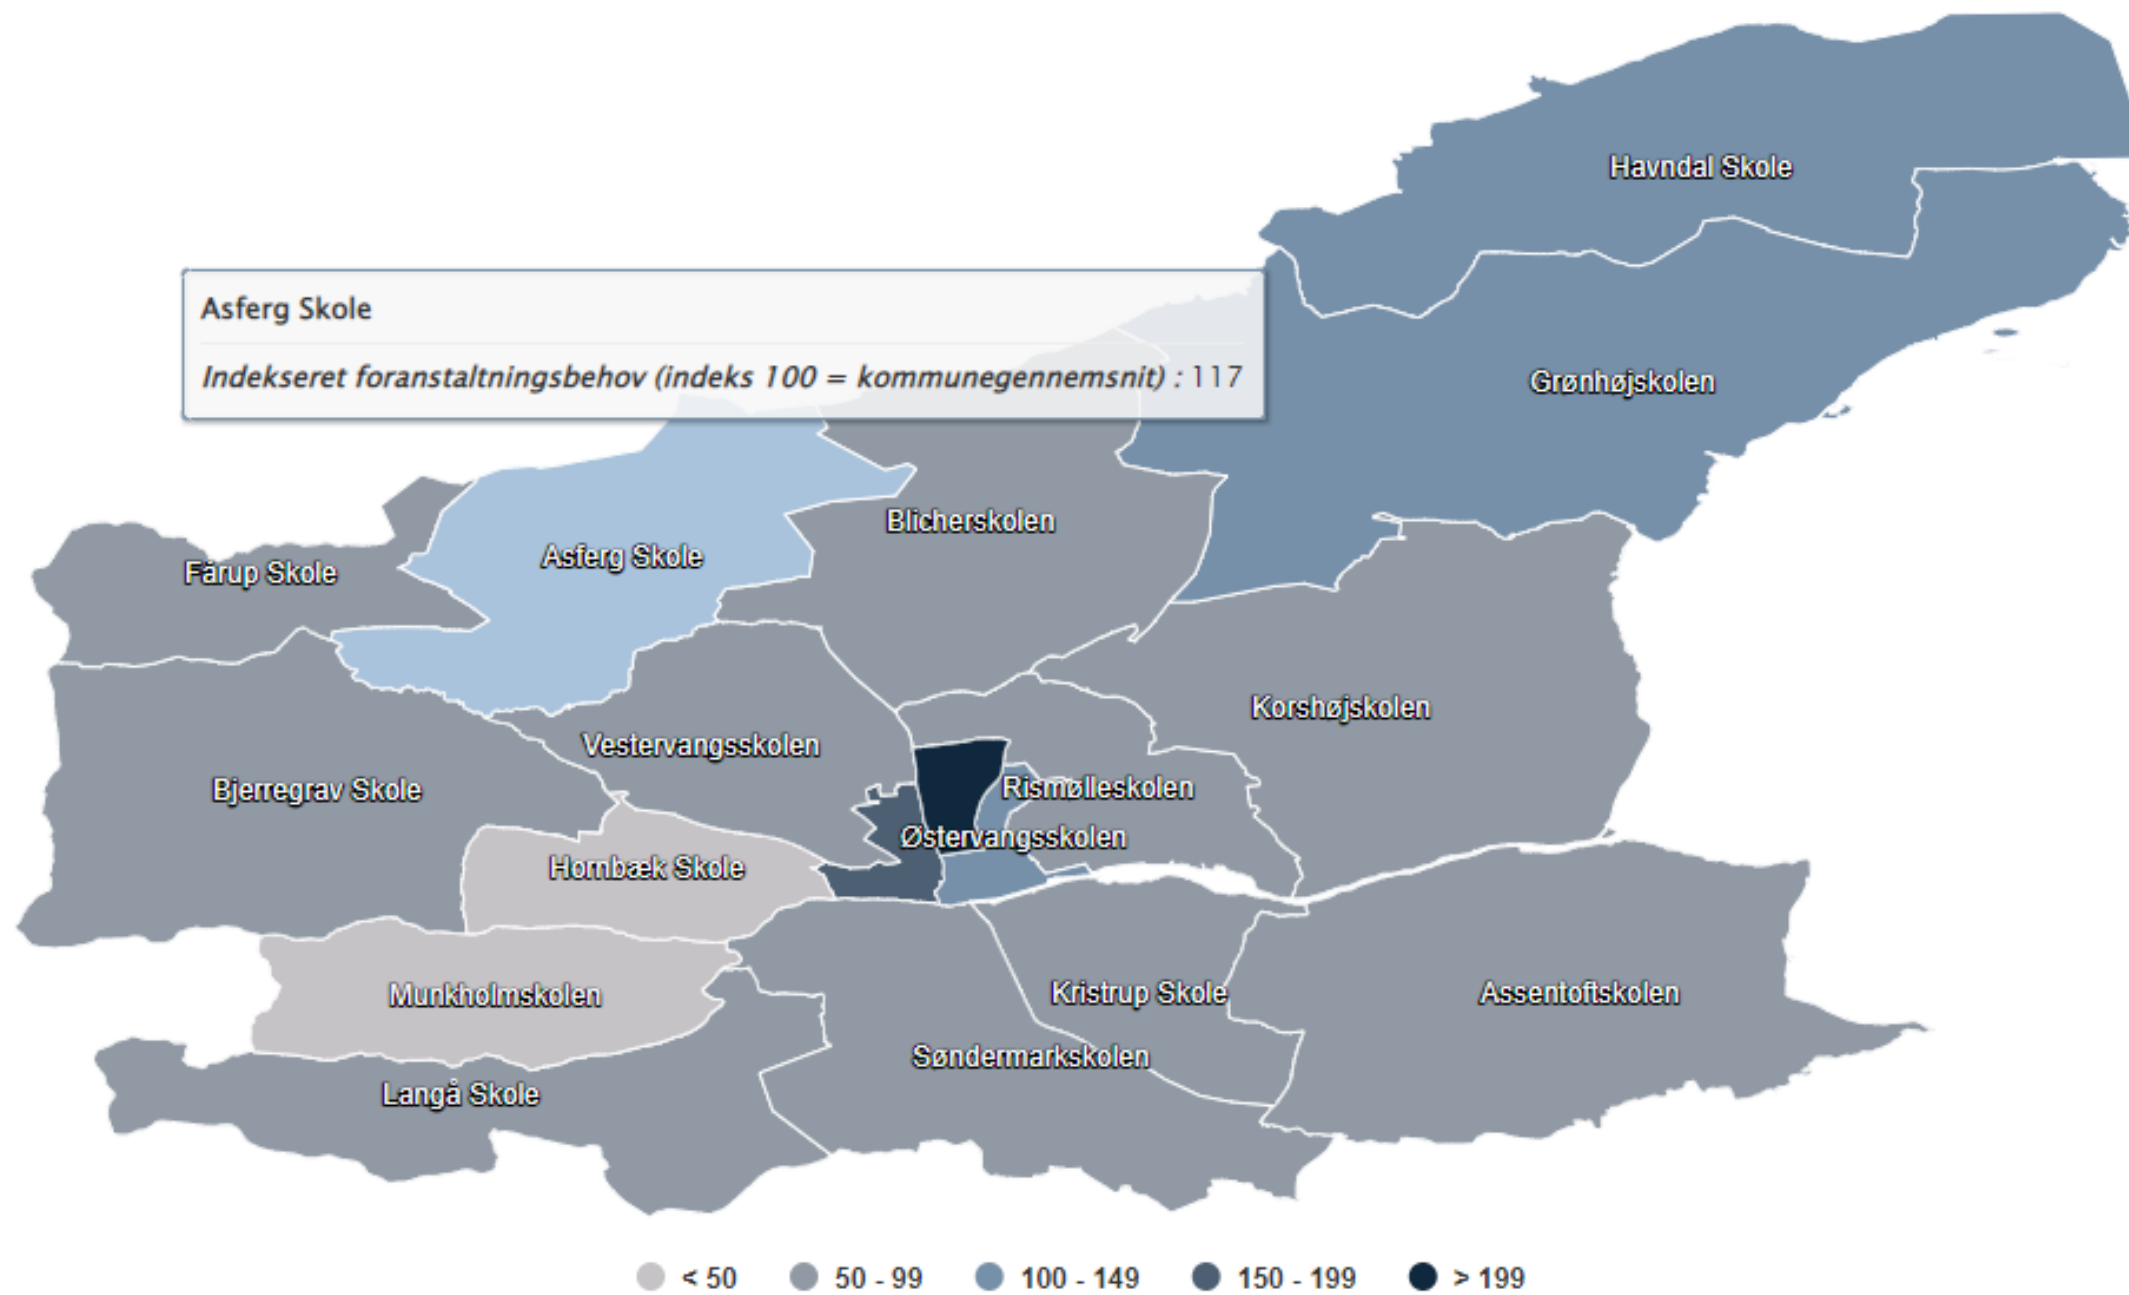 Havndal Skole
Asferg Skole
Indekseret foranstaltningsbehov (indeks 100 = kommunegennemsnit) : 117
Grønhøjskolen
Blicherskolen
Asferg Skole
Fårup Skole
Korshøjskolen
Vestervangsskolen
Bjerregrav Skole
Rismølleskolen
Østervangsskolen
Hornbæk Skole
Munkholmskolen
Kristrup Skole
Assentoftskolen
Søndermarkskolen
Langå Skole
< 50 50 - 99 100 - 149 150 - 199 > 199